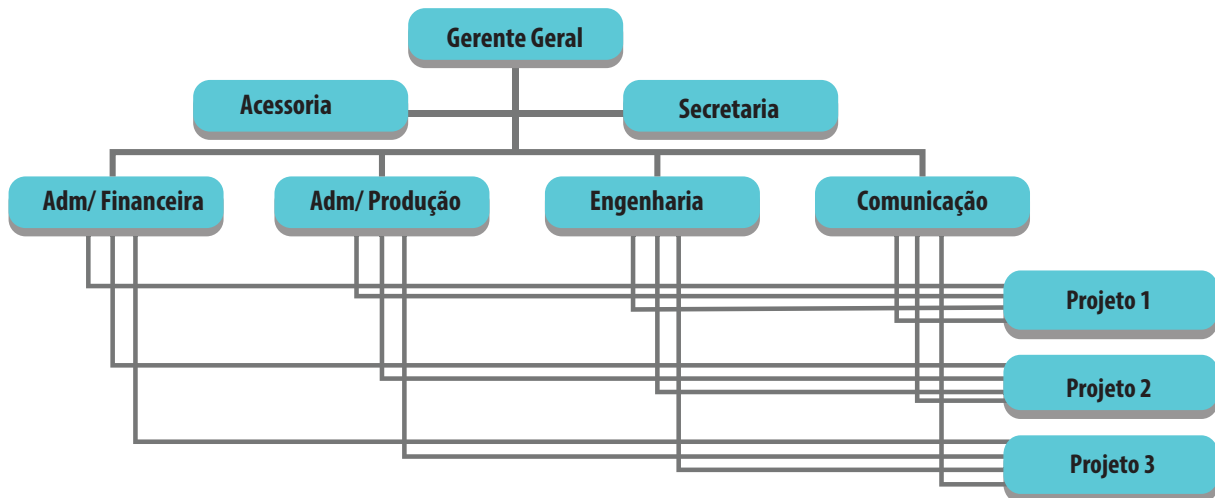 Gerente Geral
Acessoria
Secretaria
Adm/ Financeira
Adm/ Produção
Engenharia
Comunicação
Projeto 1
Projeto 2
Projeto 3